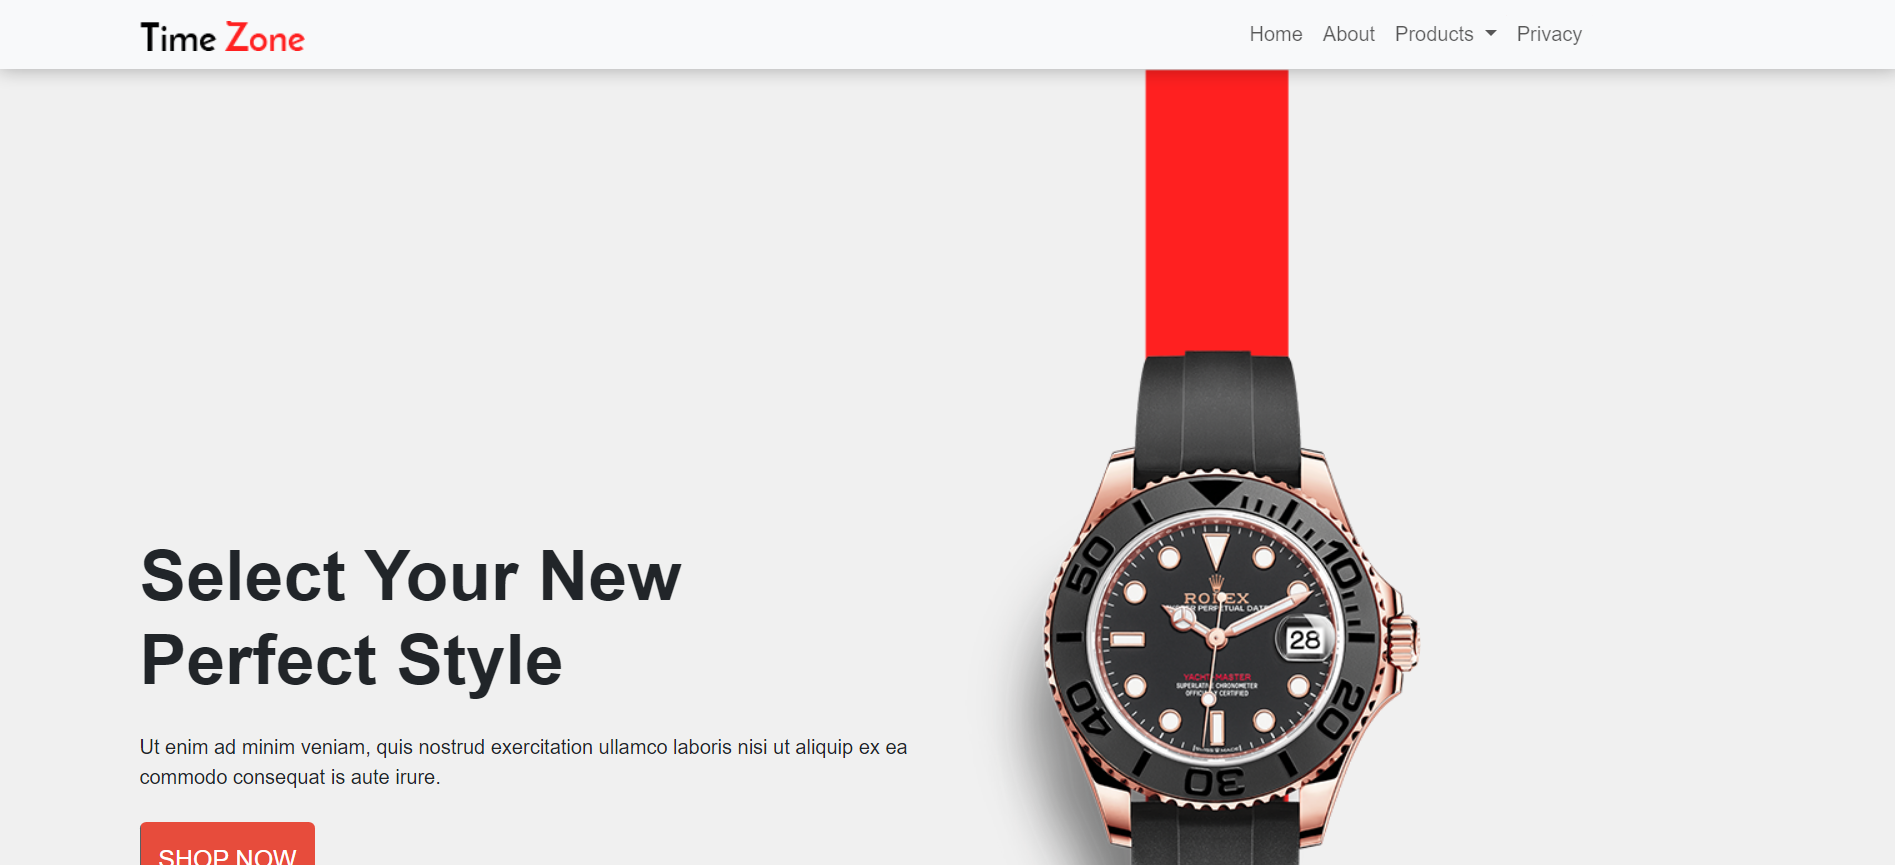 Time Zone
Home About Products Privacy
50
10
ROLEX
PERPETUAL DATE
28
YACHT-MASTER
SUPERLATIVE CHRONOMETER
OFFICIALLY CERTIFIED
40
20
SWISS MADE
30
Select Your New
Perfect Style
Ut enim ad minim veniam, quis nostrud exercitation ullamco laboris nisi ut aliquip ex ea
commodo consequat is aute irure.
SHOP NOW